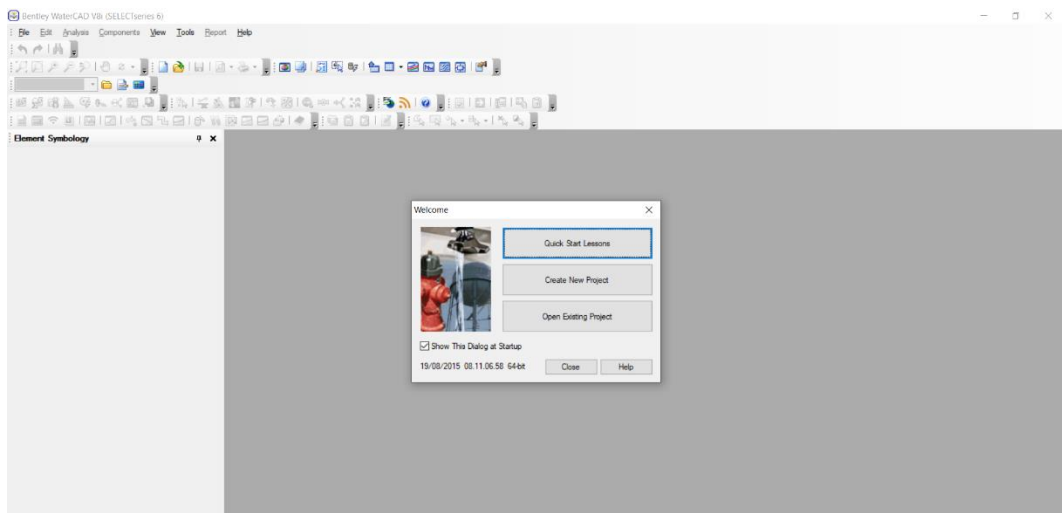 Bentley WaterCAD V8i (SELECTseries 6)
File Edit Analysis Components View Tools Report Help
Element Symbology
Welcome
Quick Start Lessons
Create New Project
Open Existing Project
Show This Dialog at Startup
19/08/2015 08.11.06.58 64-bit
Close Help